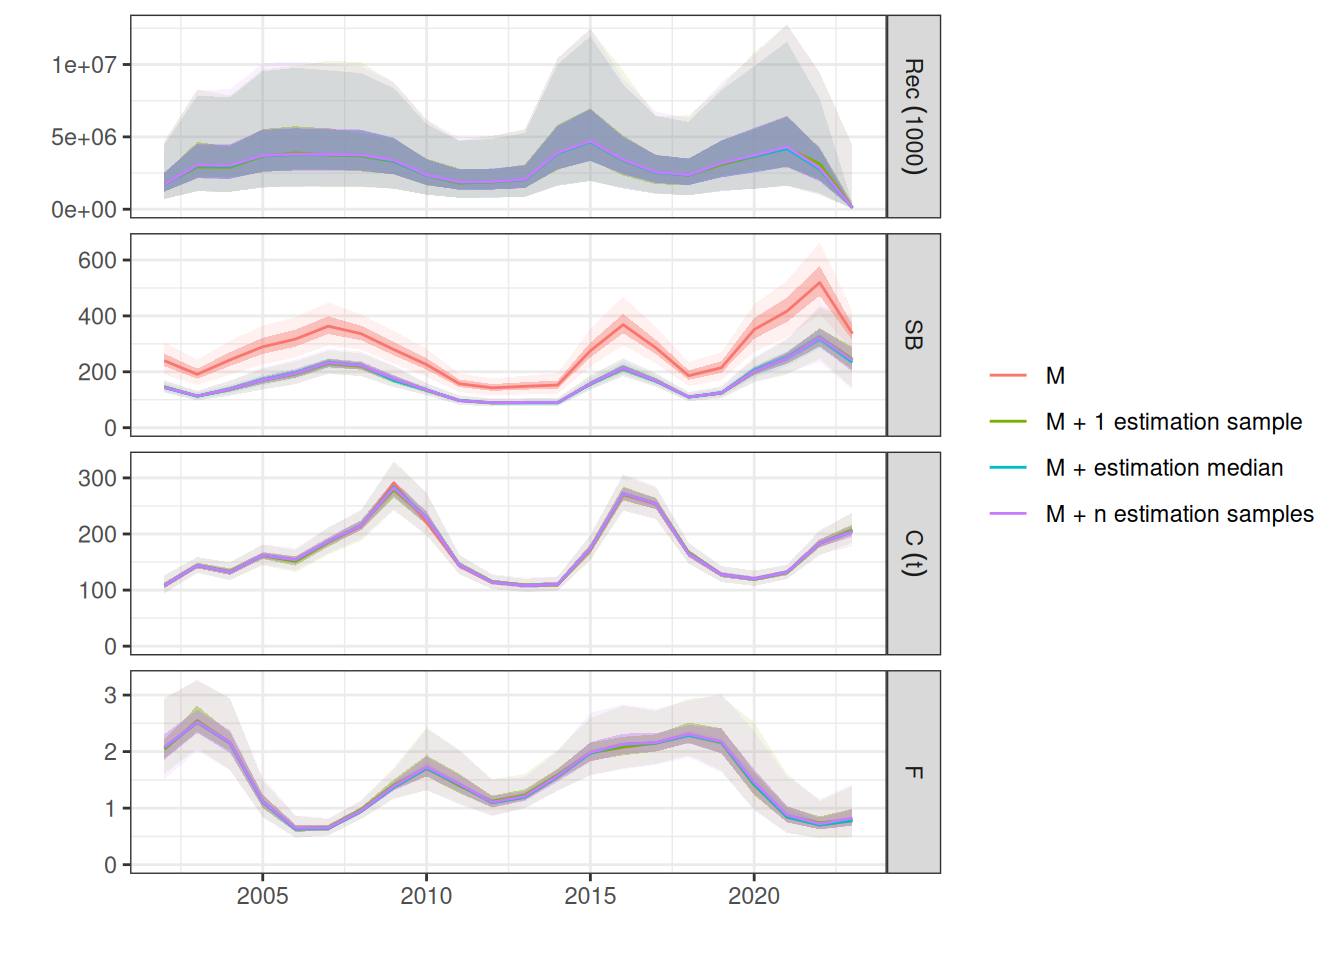 1e+07
5e+06
0e+00
Rec (1000)
600
400
200
0
SB
300
200
100
0
C (t)
3
2
1
0
F
2005 2010 2015 2020
M
M + 1 estimation sample
M + estimation median
M + n estimation samples